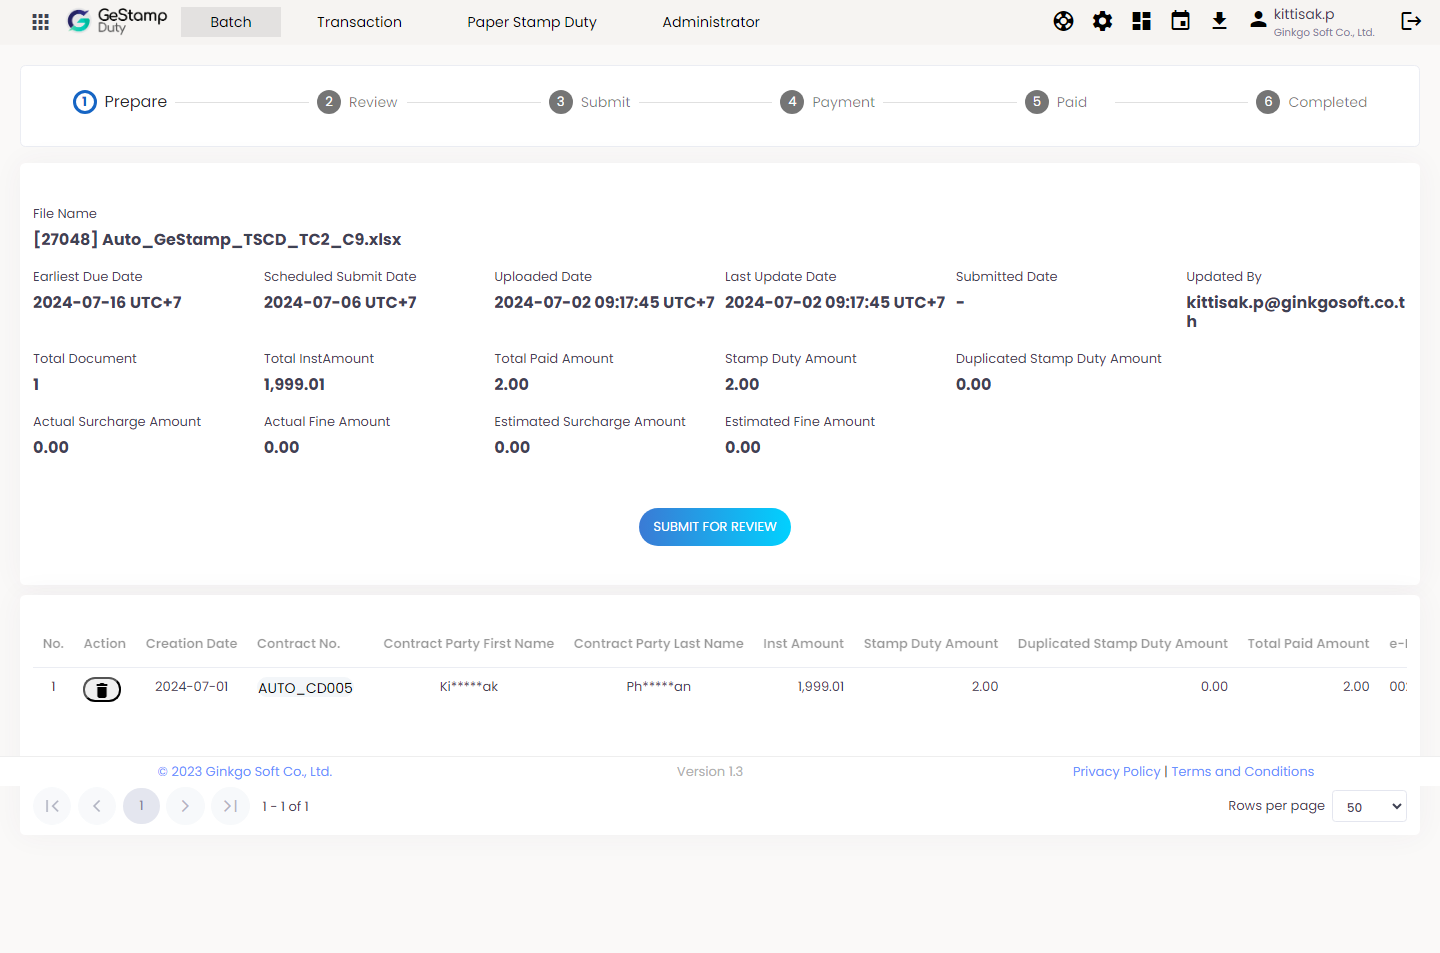 GeStamp
Duty
Batch
Transaction
Paper Stamp Duty
Administrator
kittisak.p
Ginkgo Soft Co., Ltd.
1 Prepare
2 Review
3 Submit
4 Payment
5 Paid
6 Completed
File Name
[27048] Auto_GeStamp_TSCD_TC2_C9.xlsx
Earliest Due Date
2024-07-16 UTC+7
Scheduled Submit Date
2024-07-06 UTC+7
Uploaded Date
2024-07-02 09:17:45 UTC+7
Last Update Date
2024-07-02 09:17:45 UTC+7
Submitted Date
-
Updated By
kittisak.p@ginkgosoft.co.t
h
Total Document
1
Total InstAmount
1,999.01
Total Paid Amount
2.00
Stamp Duty Amount
2.00
Duplicated Stamp Duty Amount
0.00
Actual Surcharge Amount
0.00
Actual Fine Amount
0.00
Estimated Surcharge Amount
0.00
Estimated Fine Amount
0.00
SUBMIT FOR REVIEW
No. Action Creation Date Contract No. Contract Party First Name Contract Party Last Name Inst Amount Stamp Duty Amount Duplicated Stamp Duty Amount Total Paid Amount
1 2024-07-01 AUTO_CD005 Ki*****ak Ph*****an 1,999.01 2.00 0.00 2.00
© 2023 Ginkgo Soft Co., Ltd.
Version 1.3
Privacy Policy | Terms and Conditions
1
1 - 1 of 1
Rows per page 50